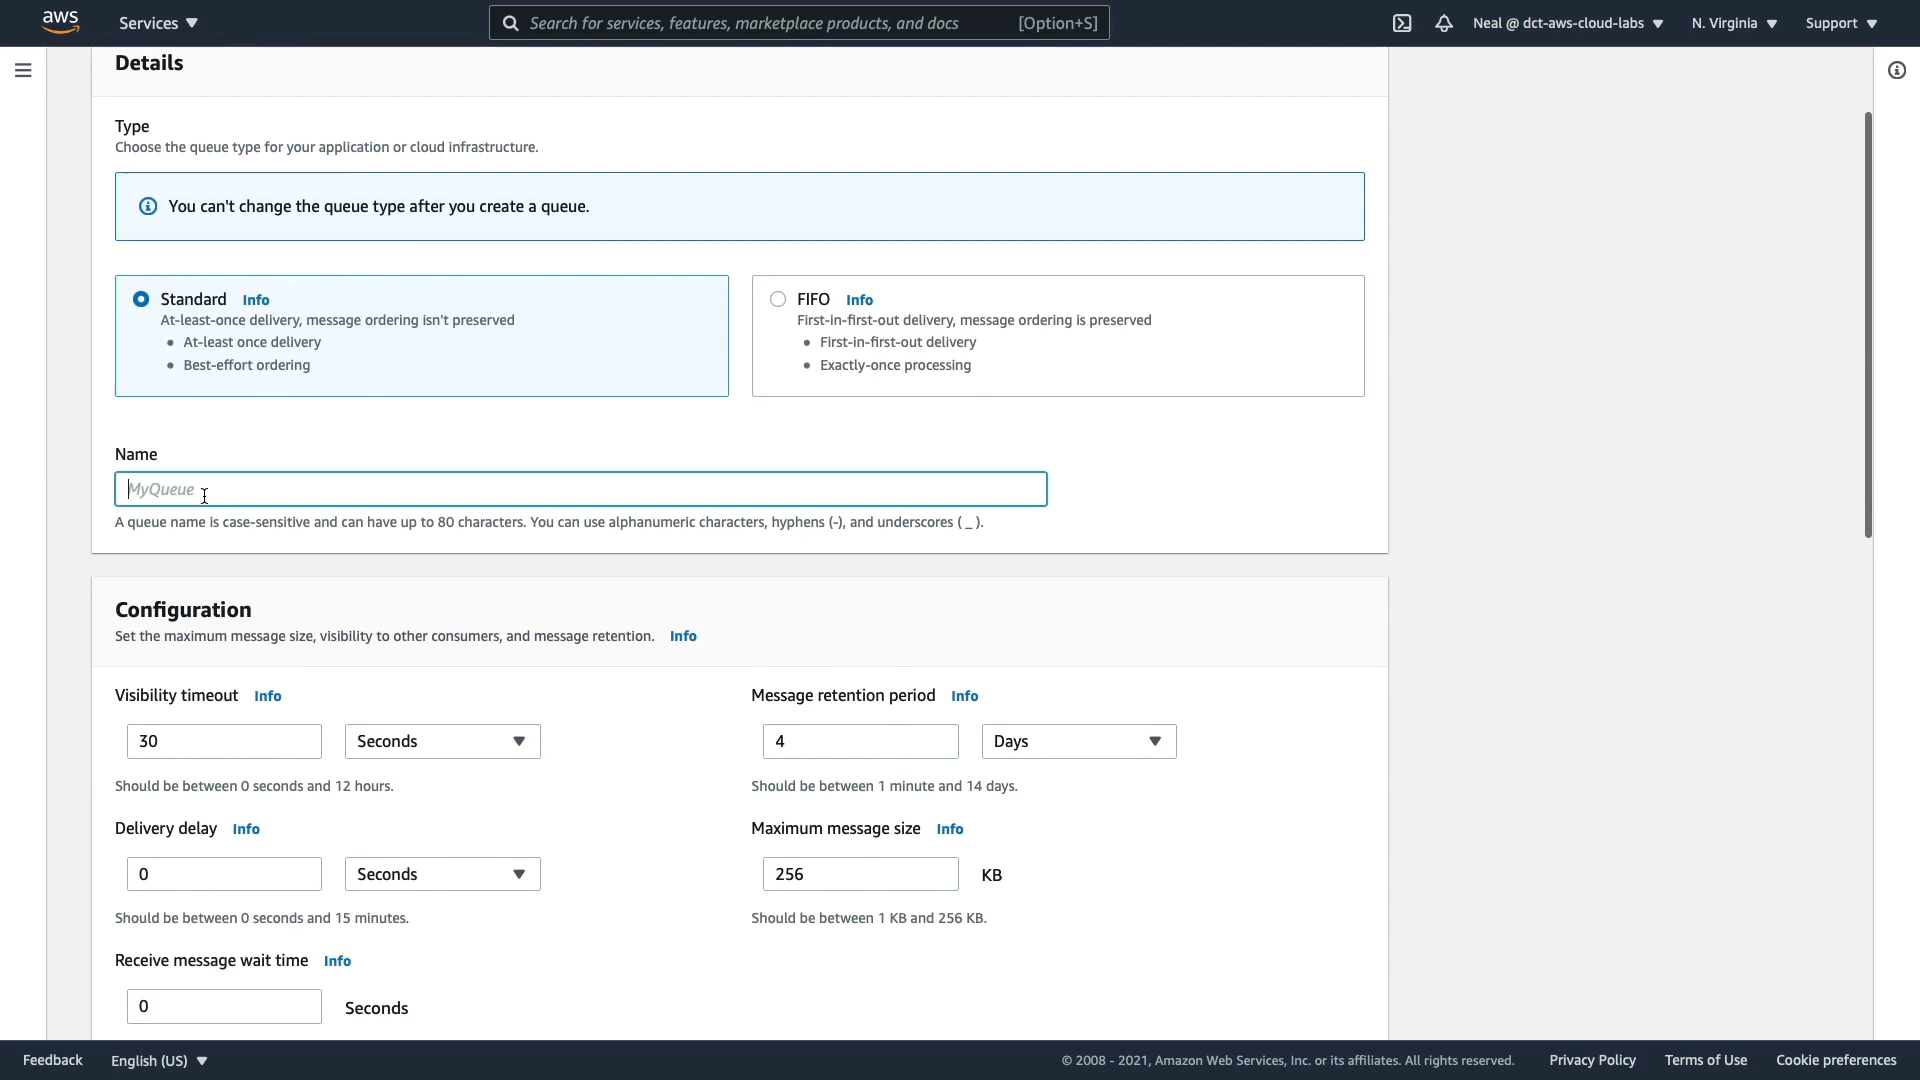 aws Services Search for services, features, marketplace products, and docs [Option+S] Neal @ dct-aws-cloud-labs N. Virginia Support
Details
Type
Choose the queue type for your application or cloud infrastructure.
You can't change the queue type after you create a queue.
Standard Info
At-least-once delivery, message ordering isn't preserved
• At-least once delivery
• Best-effort ordering
FIFO Info
First-in-first-out delivery, message ordering is preserved
• First-in-first-out delivery
• Exactly-once processing
Name
MyQueue
A queue name is case-sensitive and can have up to 80 characters. You can use alphanumeric characters, hyphens (-), and underscores ( _ ).
Configuration
Set the maximum message size, visibility to other consumers, and message retention. Info
Visibility timeout Info
30 Seconds
Should be between 0 seconds and 12 hours.
Message retention period Info
4 Days
Should be between 1 minute and 14 days.
Delivery delay Info
0 Seconds
Should be between 0 seconds and 15 minutes.
Maximum message size Info
256 KB
Should be between 1 KB and 256 KB.
Receive message wait time Info
0 Seconds
Feedback English (US) © 2008 - 2021, Amazon Web Services, Inc. or its affiliates. All rights reserved. Privacy Policy Terms of Use Cookie preferences